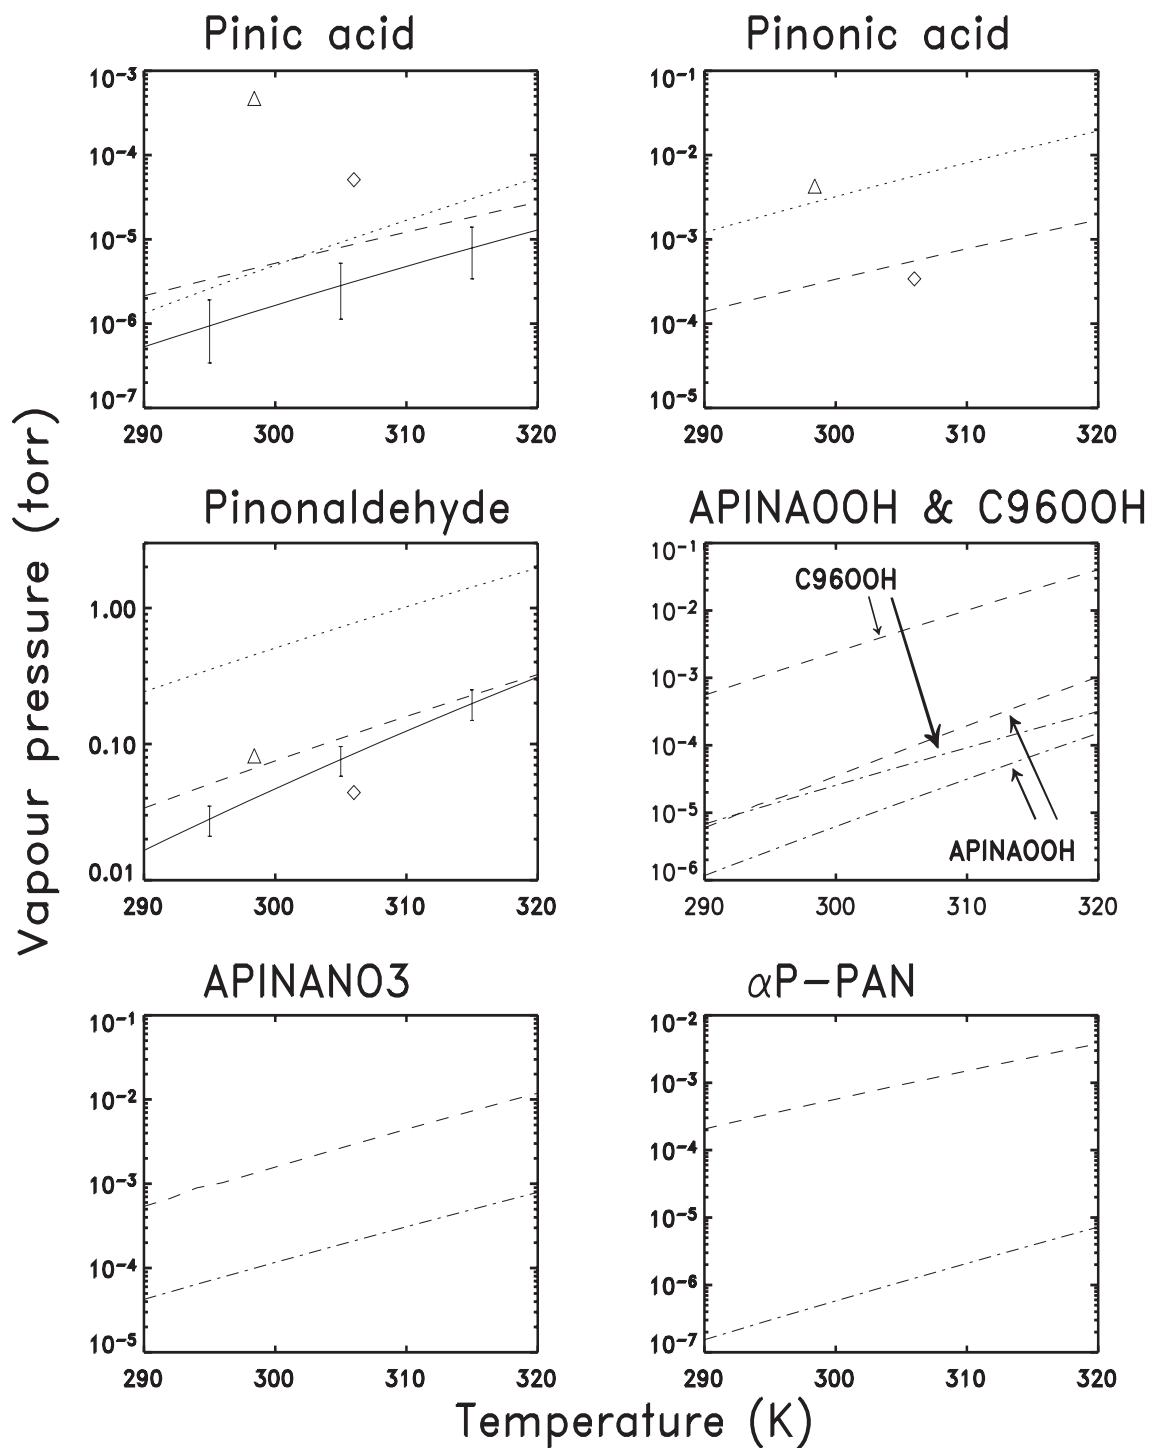 Pinic acid
Pinonic acid
10-3
10-4
10-5
10-6
10-7
290 300 310 320
10-1
10-2
10-3
10-4
10-5
290 300 310 320
Vapour pressure (torr)
Pinonaldehyde
APINAOOH & C96OOH
1.00
0.10
0.01
290 300 310 320
10-1
10-2
10-3
10-4
10-5
10-6
C96OOH
APINAOOH
290 300 310 320
APINANO3
αP-PAN
10-1
10-2
10-3
10-4
10-5
290 300 310 320
10-2
10-3
10-4
10-5
10-6
10-7
290 300 310 320
Temperature (K)